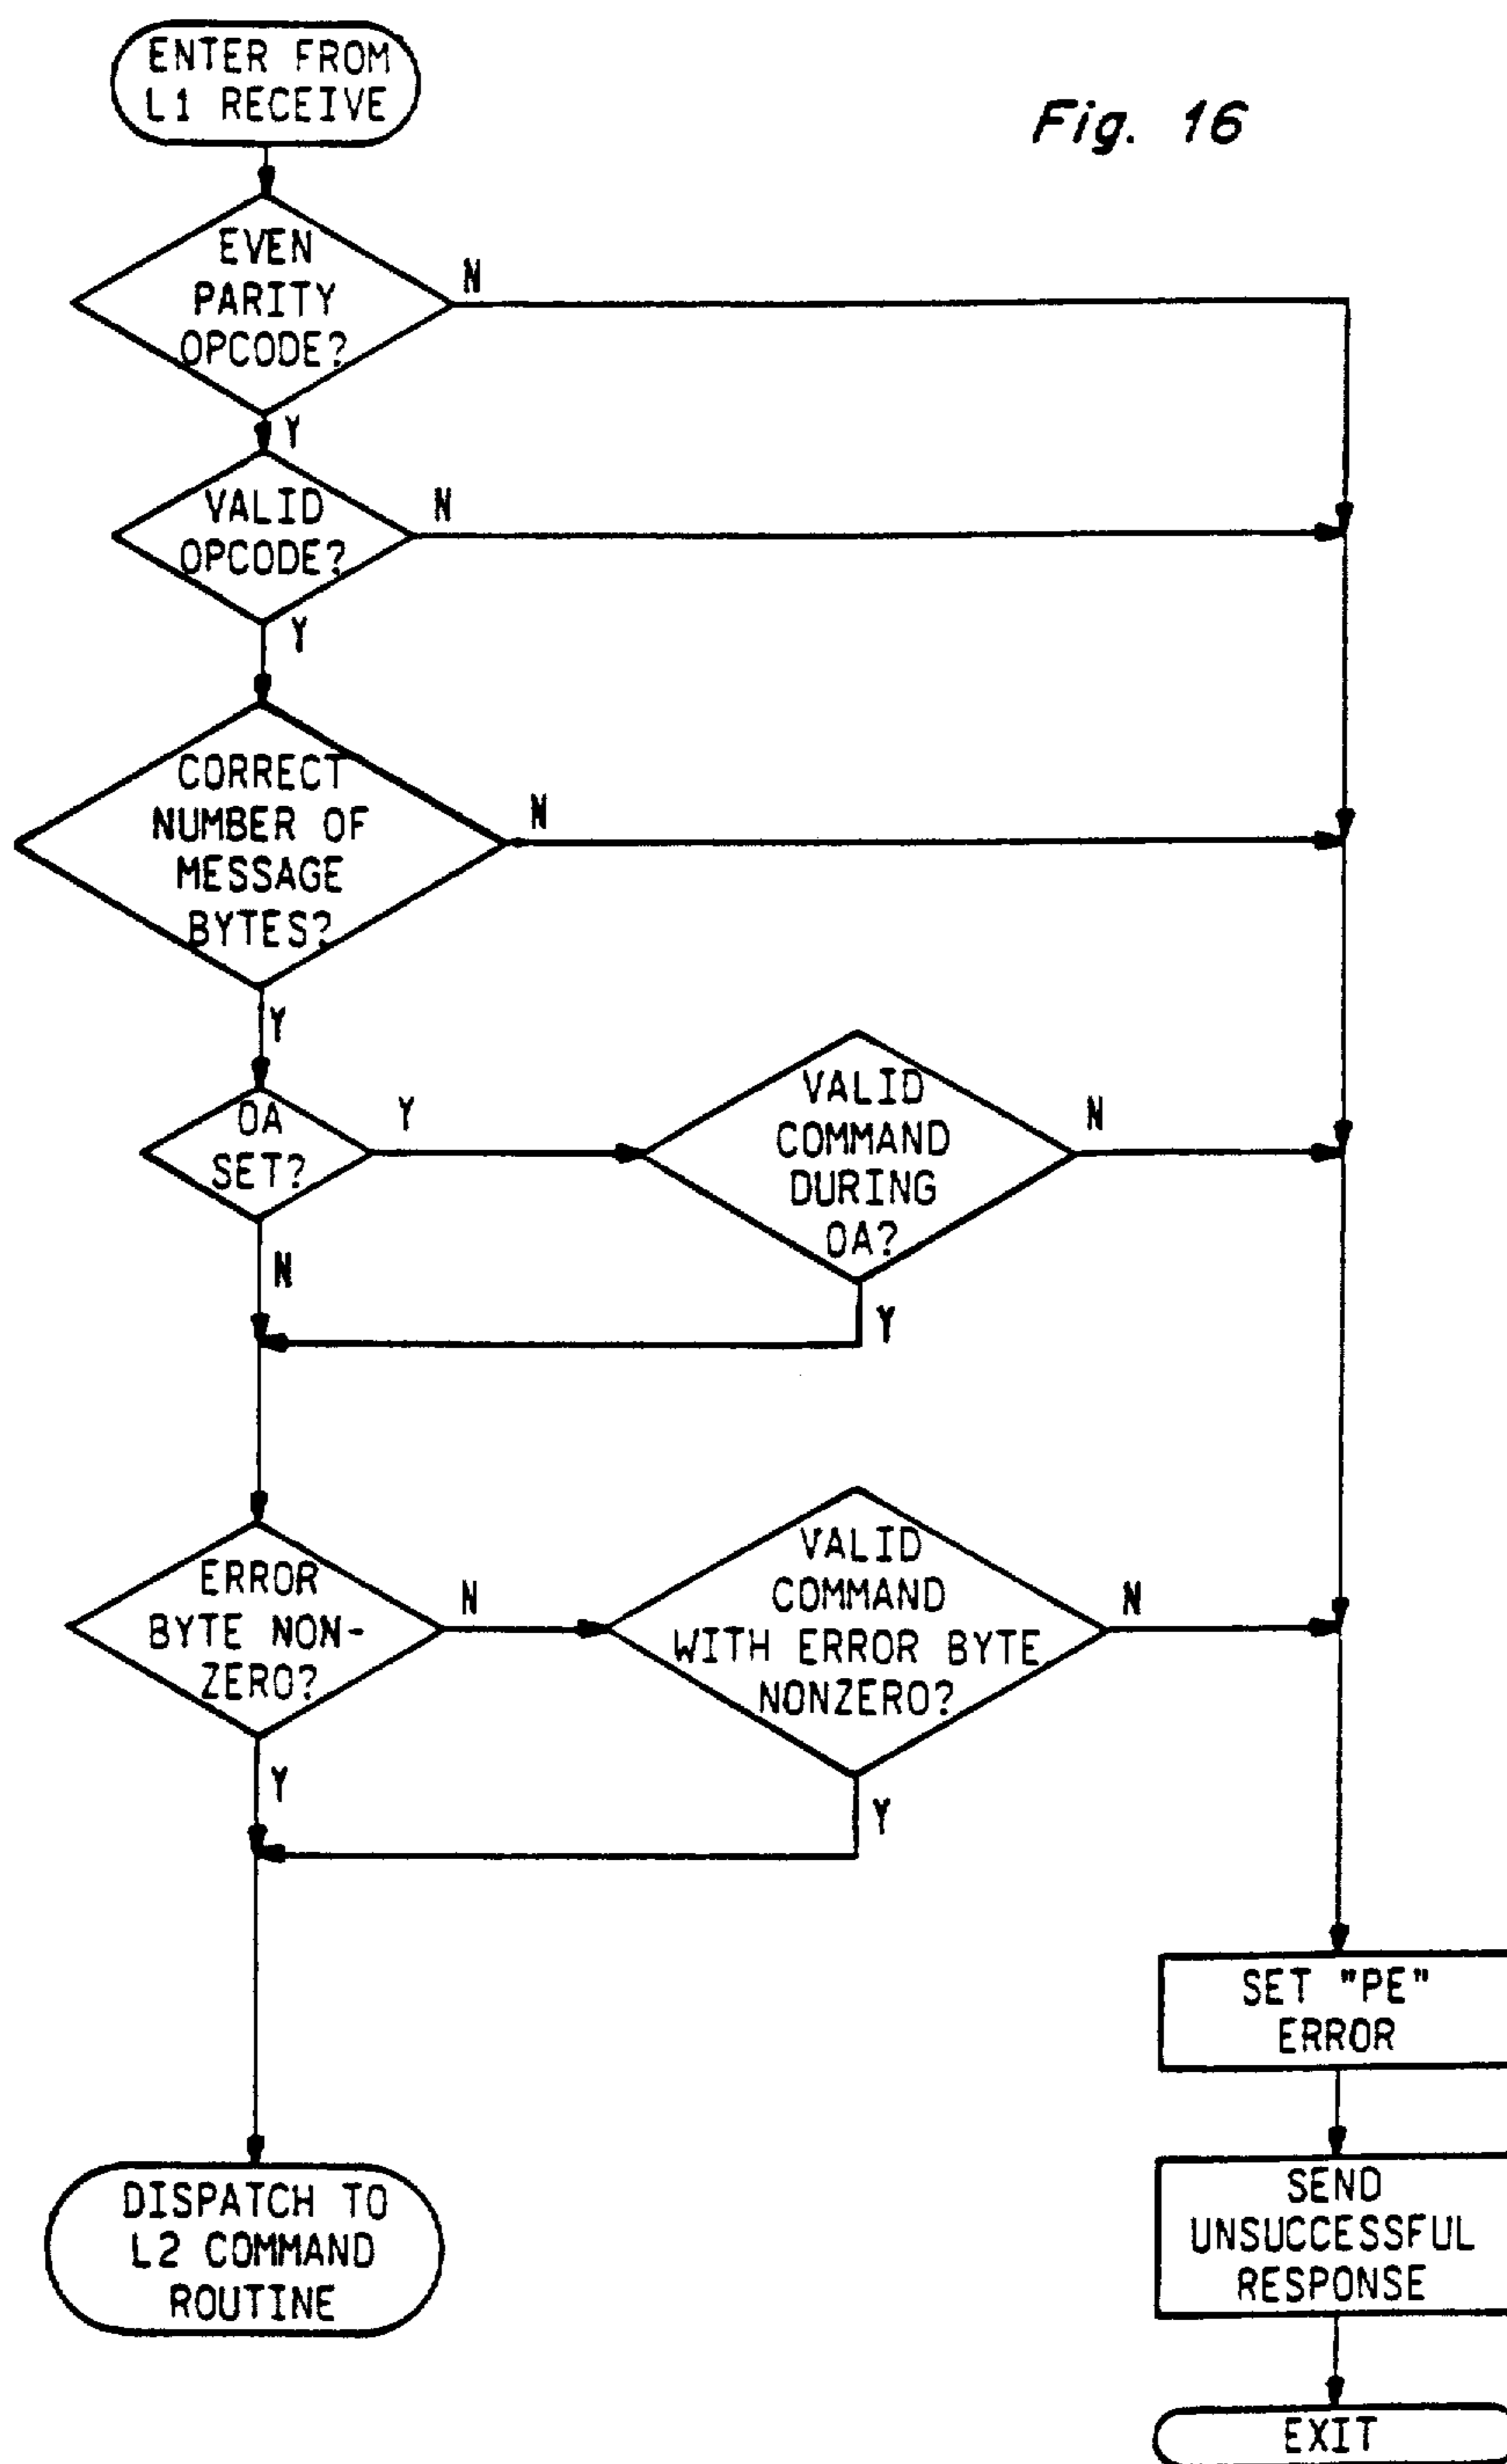 ENTER FROM
L1 RECEIVE
Fig. 16
EVEN
PARITY
OPCODE?
N
Y
VALID
OPCODE?
N
Y
CORRECT
NUMBER OF
MESSAGE
BYTES?
N
Y
OA
SET?
Y
N
VALID
COMMAND
DURING
OA?
N
Y
ERROR
BYTE NON-
ZERO?
N
Y
VALID
COMMAND
WITH ERROR BYTE
NONZERO?
N
Y
SET "PE"
ERROR
SEND
UNSUCCESSFUL
RESPONSE
EXIT
DISPATCH TO
L2 COMMAND
ROUTINE